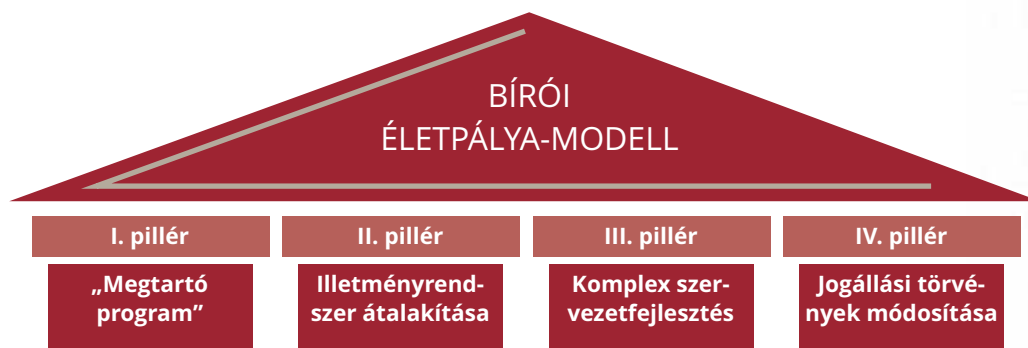 BÍRÓI
ÉLETPÁLYA-MODELL
I. pillér
II. pillér
III. pillér
IV. pillér
„Megtartó
program”
Illetményrend-
szer átalakítása
Komplex szer-
vezetfejlesztés
Jogállási törvé-
nyek módosítása